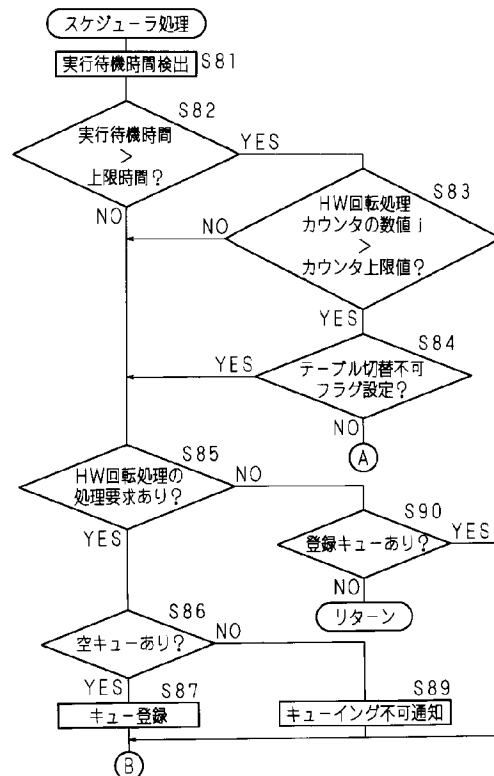 スケジューラ処理
実行待機時間検出 S81
S82
実行待機時間
>
上限時間?
YES
NO
S83
HW回転処理
カウンタの数値j
>
カウンタ上限値?
NO
YES
S84
テーブル切替不可
フラグ設定?
YES
NO
A
S85
HW回転処理の
処理要求あり?
NO
YES
S90
登録キューあり?
YES
NO
リターン
S86
空キューあり?
NO
YES
S87
キュー登録
S89
キューイング不可通知
B